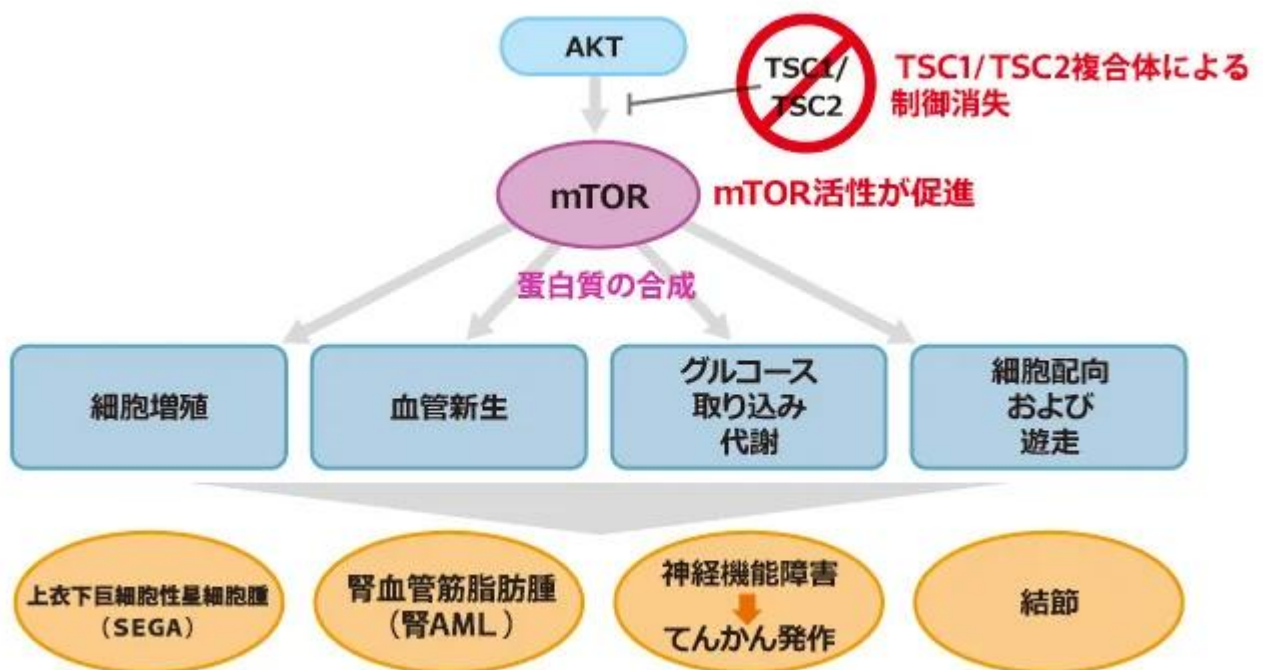 AKT
TSC1/
TSC2
TSC1/TSC2複合体による
制御消失
mTOR
mTOR活性が促進
蛋白質の合成
細胞増殖
血管新生
グルコース
取り込み
代謝
細胞配向
および
遊走
上衣下巨細胞性星細胞腫
（SEGA）
腎血管筋脂肪腫
（腎AML）
神経機能障害
てんかん発作
結節